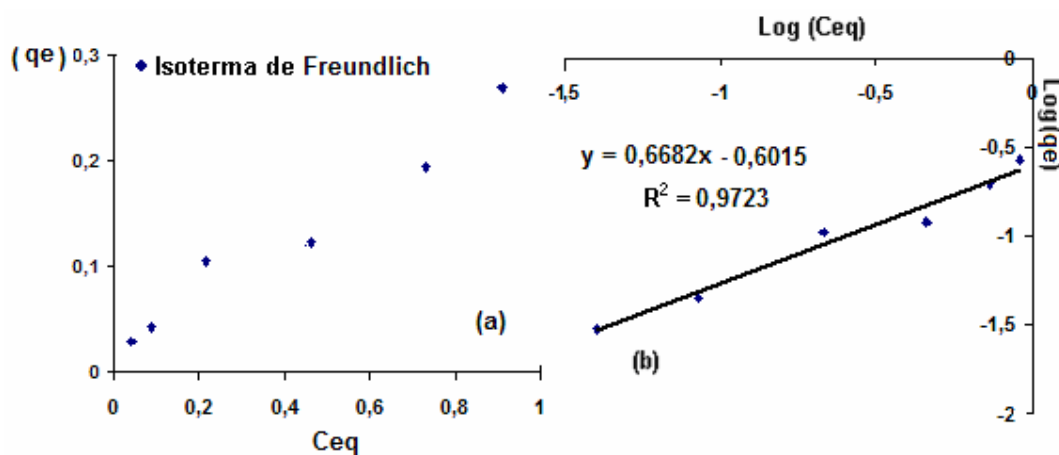 (qe)
0,3
0,2
0,1
0
Isoterma de Freundlich
(a)
0 0,2 0,4 0,6 0,8 1
Ceq
Log (Ceq)
-1,5 -1 -0,5 0
0
-0,5
-1
-1,5
-2
Log(qe)
y = 0,6682x - 0,6015
R² = 0,9723
(b)